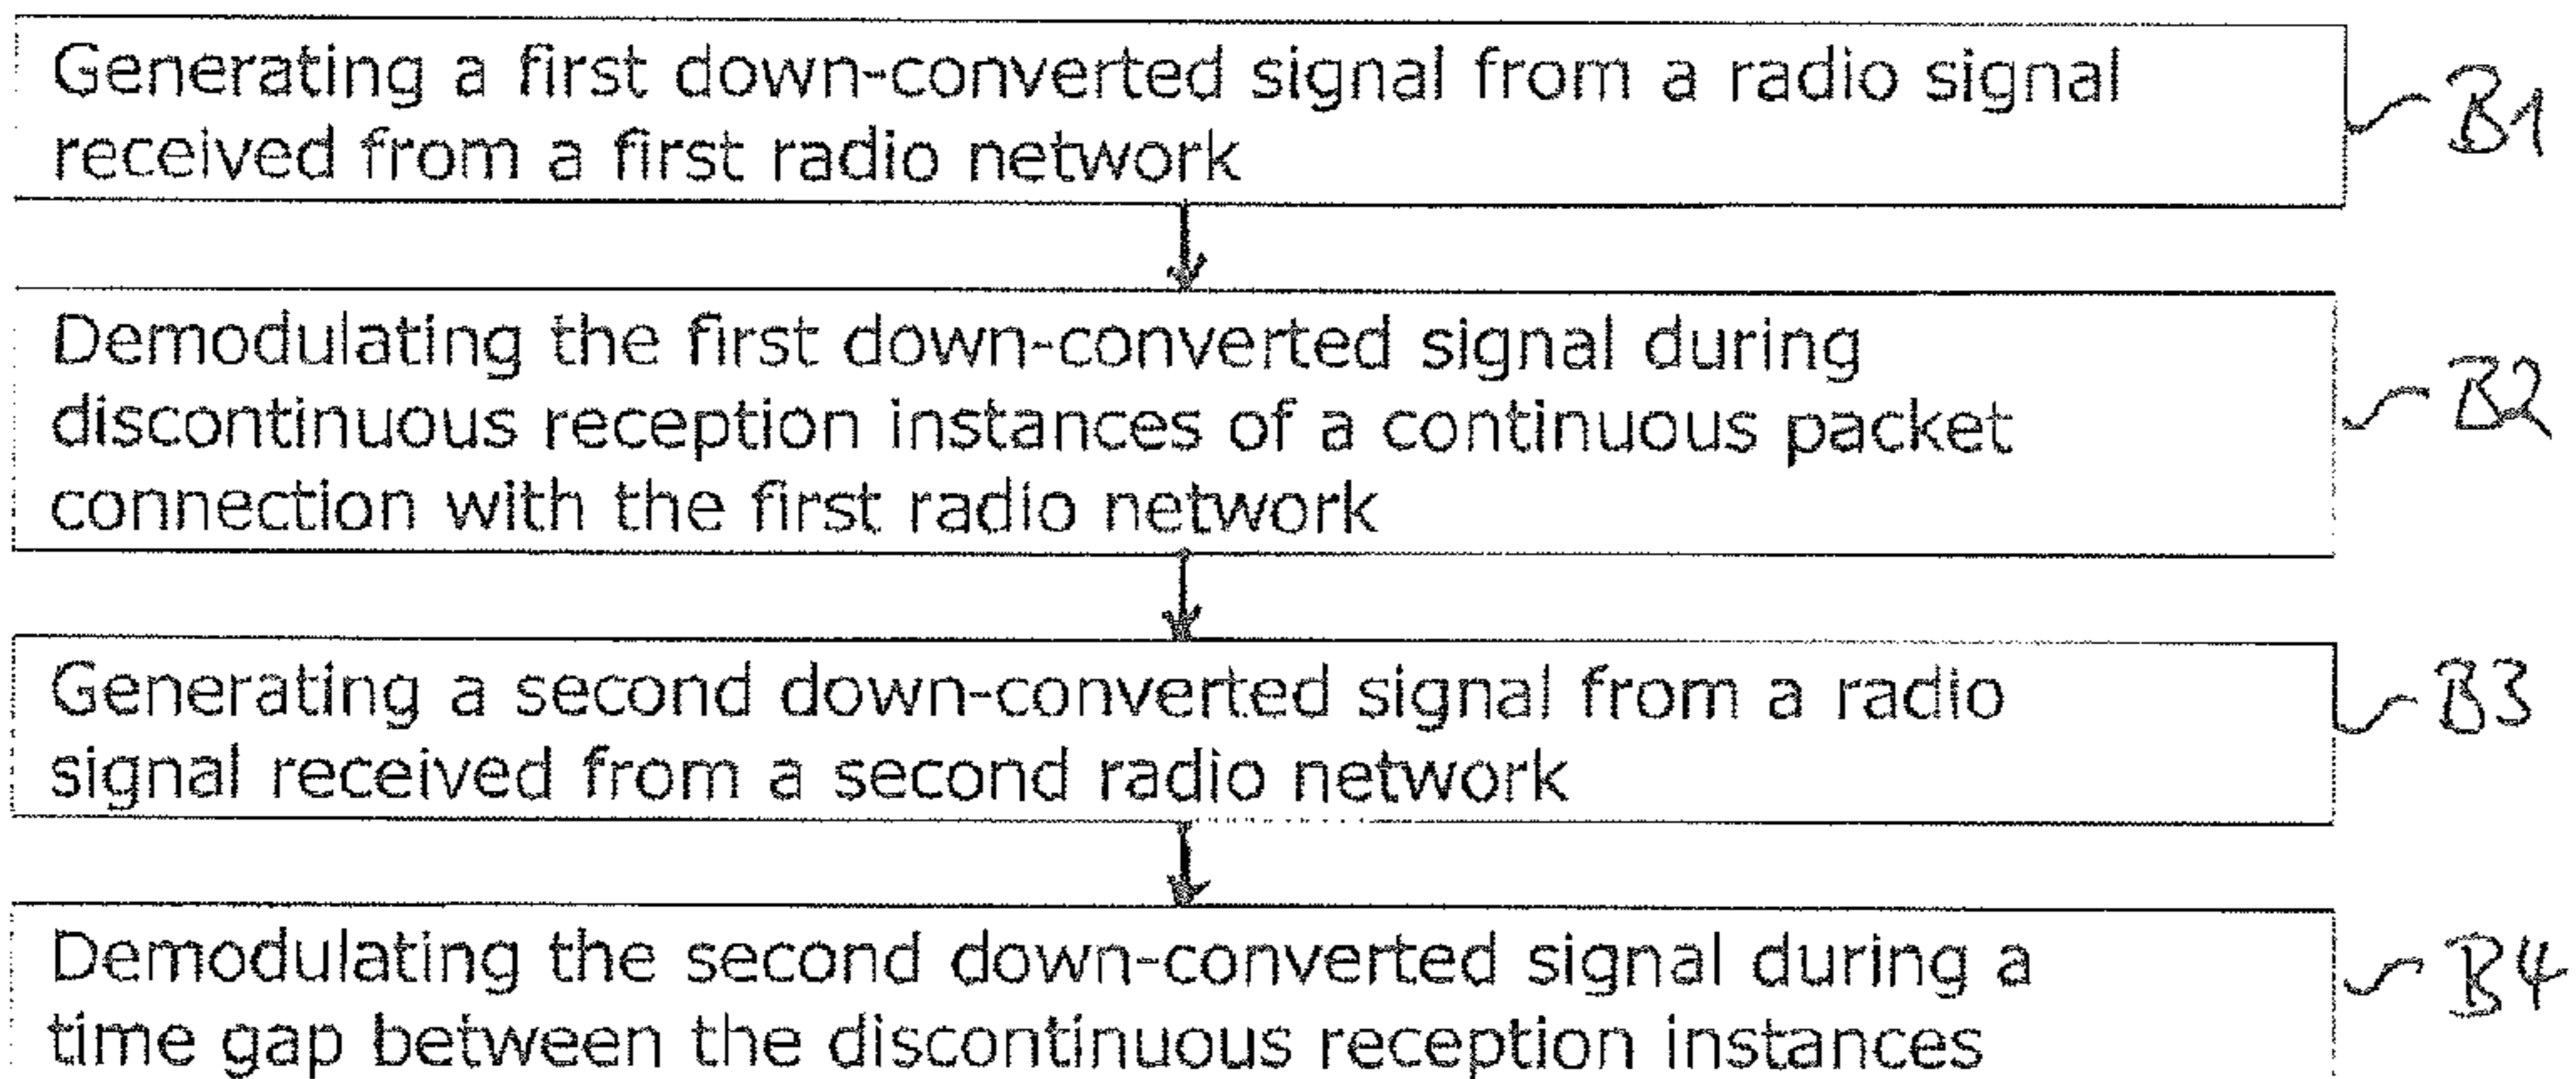 Generating a first down-converted signal from a radio signal
received from a first radio network
B1
Demodulating the first down-converted signal during
discontinuous reception instances of a continuous packet
connection with the first radio network
B2
Generating a second down-converted signal from a radio
signal received from a second radio network
B3
Demodulating the second down-converted signal during a
time gap between the discontinuous reception instances
B4